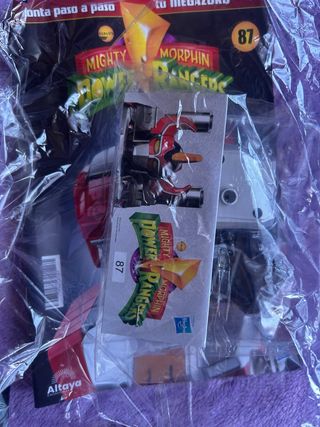 onta paso a paso tu MEGAZORD
87
MIGHTY MORPHIN
POWER RANGERS
MIGHTY MORPHIN
POWER RANGERS
87
Hasbro
Altaya